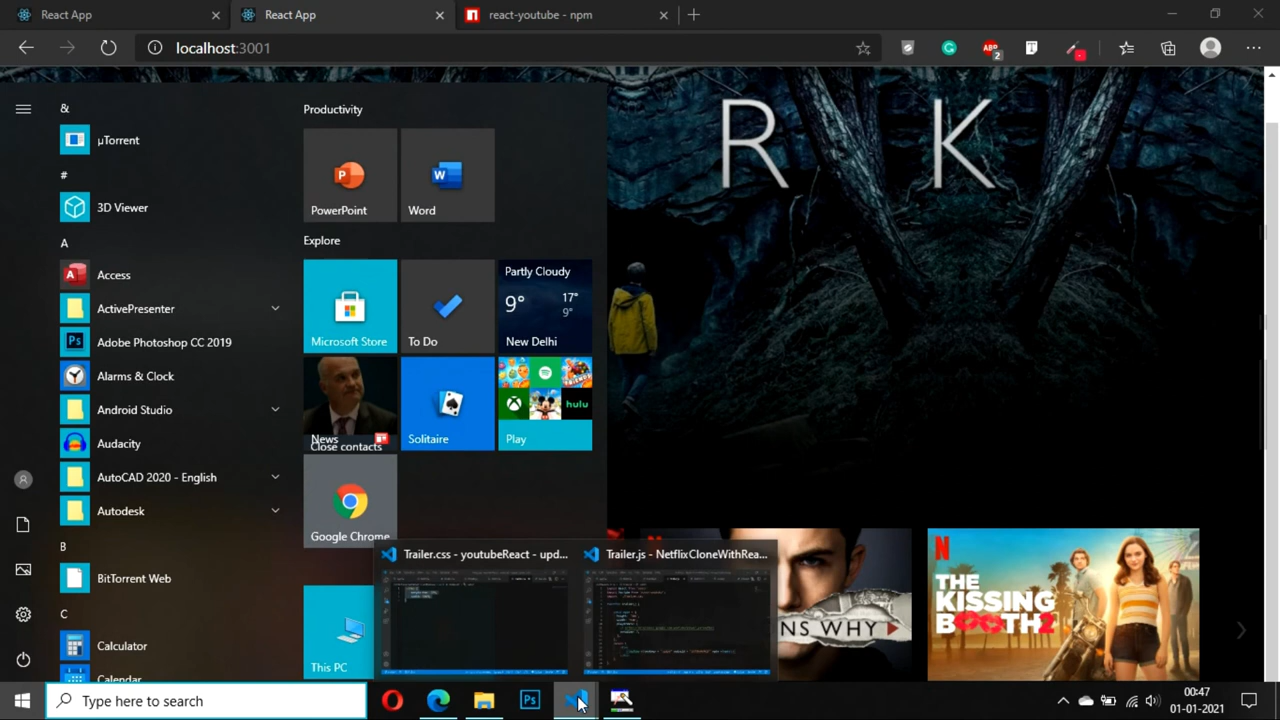 React App
React App
react-youtube - npm
localhost:3001
ABP
2
R K
&
µTorrent
#
3D Viewer
A
Access
ActivePresenter
Adobe Photoshop CC 2019
Alarms & Clock
Android Studio
Audacity
AutoCAD 2020 - English
Autodesk
B
BitTorrent Web
C
Calculator
Calendar
Productivity
PowerPoint
Word
Explore
Microsoft Store
To Do
Partly Cloudy
9° 17°
9°
New Delhi
News
Close contacts
Solitaire
hulu
Play
Google Chrome
This PC
Trailer.css - youtubeReact - upd...
Trailer.js - NetflixCloneWithRea...
NS WHY
N
THE
KISSING
BOOTH2
Type here to search
Ps
00:47
01-01-2021